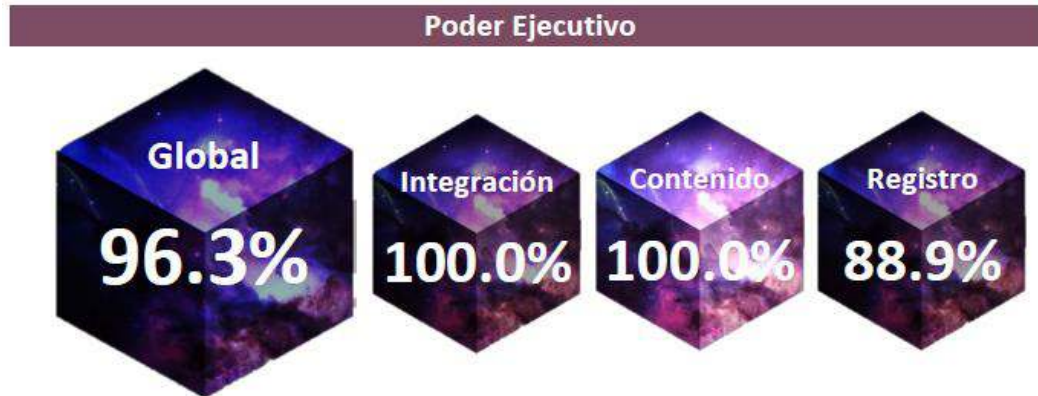 Poder Ejecutivo
Global
96.3%
Integración
100.0%
Contenido
100.0%
Registro
88.9%